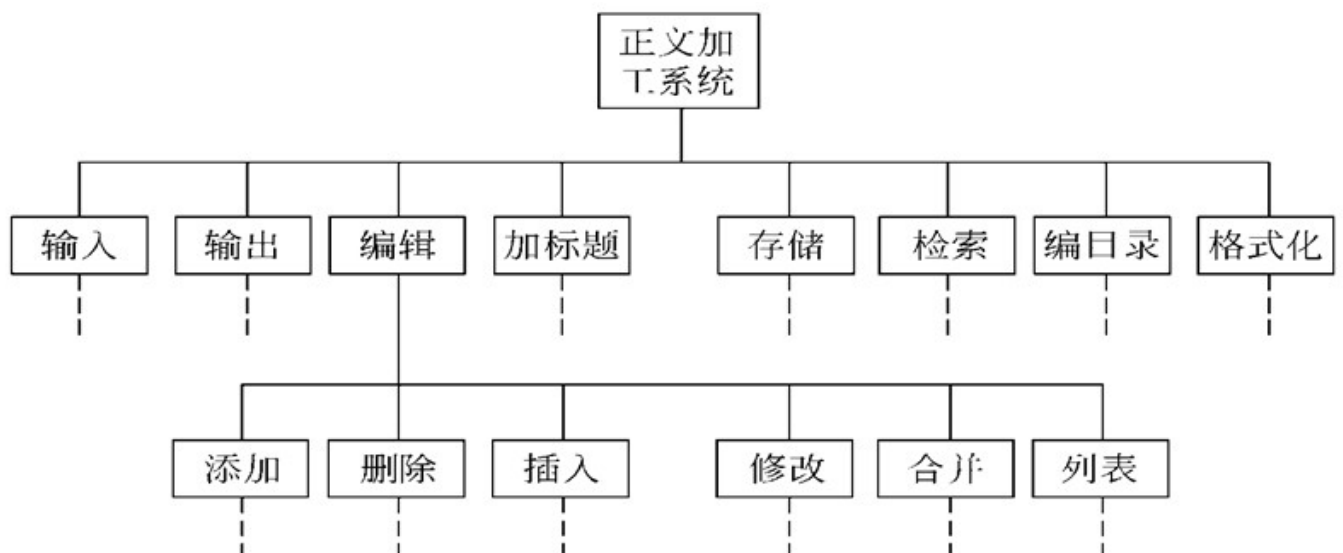 正文加
工系统
输入
输出
编辑
加标题
存储
检索
编目录
格式化
添加
删除
插入
修改
合并
列表